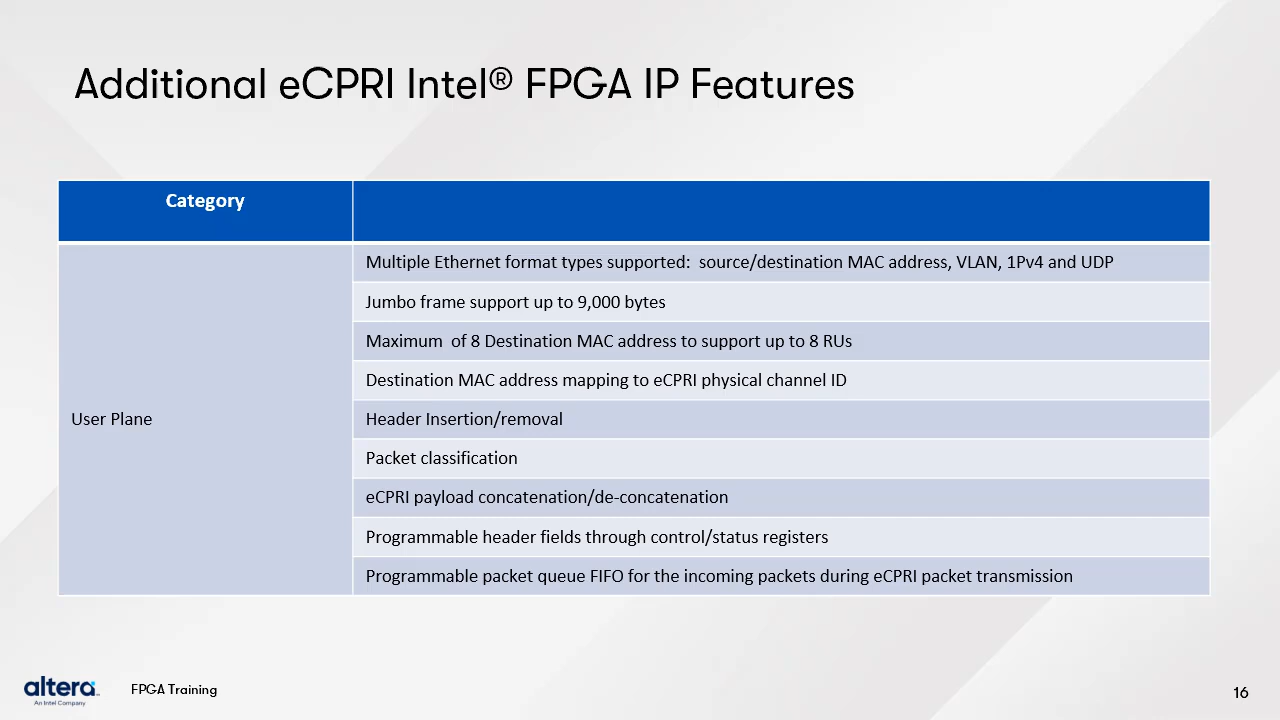 Additional eCPRI Intel® FPGA IP Features
Category
User Plane
Multiple Ethernet format types supported:  source/destination MAC address, VLAN, 1Pv4 and UDP
Jumbo frame support up to 9,000 bytes
Maximum  of 8 Destination MAC address to support up to 8 RUs
Destination MAC address mapping to eCPRI physical channel ID
Header Insertion/removal
Packet classification
eCPRI payload concatenation/de-concatenation
Programmable header fields through control/status registers
Programmable packet queue FIFO for the incoming packets during eCPRI packet transmission
altera
An Intel Company
FPGA Training
16